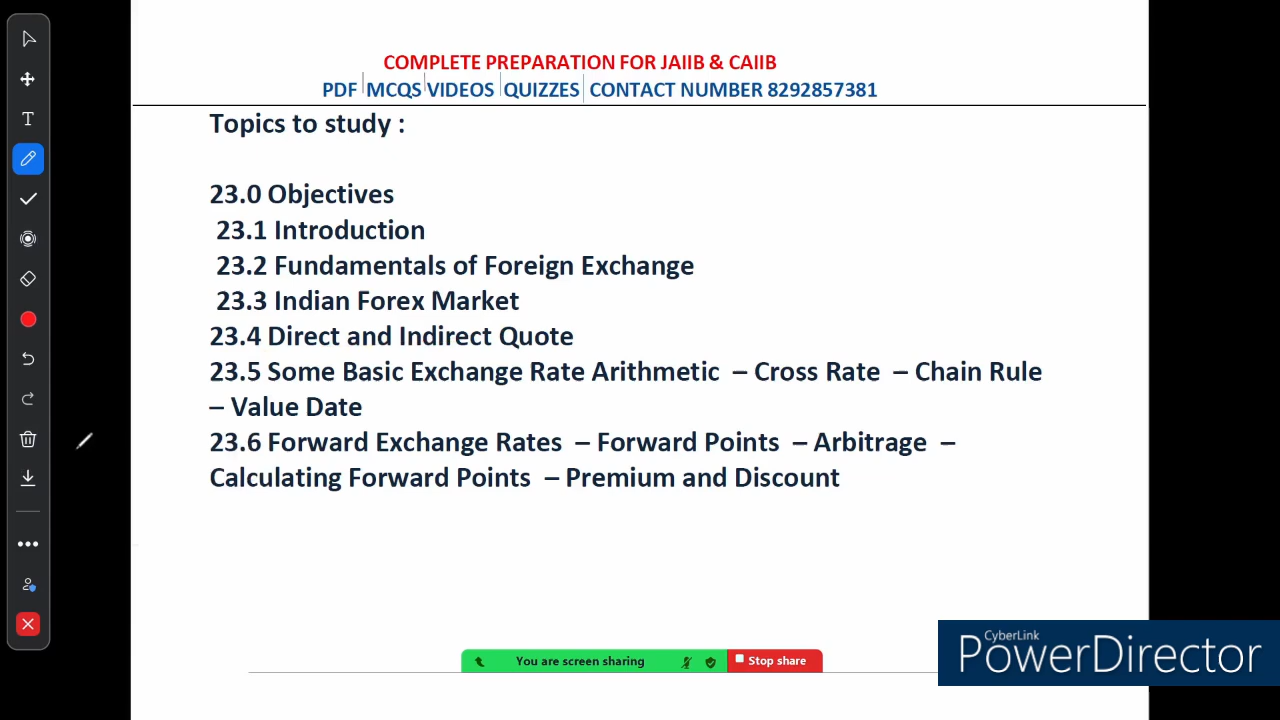 COMPLETE PREPARATION FOR JAIIB & CAIIB
PDF MCQS VIDEOS QUIZZES CONTACT NUMBER 8292857381
Topics to study :
23.0 Objectives
23.1 Introduction
23.2 Fundamentals of Foreign Exchange
23.3 Indian Forex Market
23.4 Direct and Indirect Quote
23.5 Some Basic Exchange Rate Arithmetic – Cross Rate – Chain Rule
– Value Date
23.6 Forward Exchange Rates – Forward Points – Arbitrage –
Calculating Forward Points – Premium and Discount
You are screen sharing
Stop share
CyberLink
PowerDirector